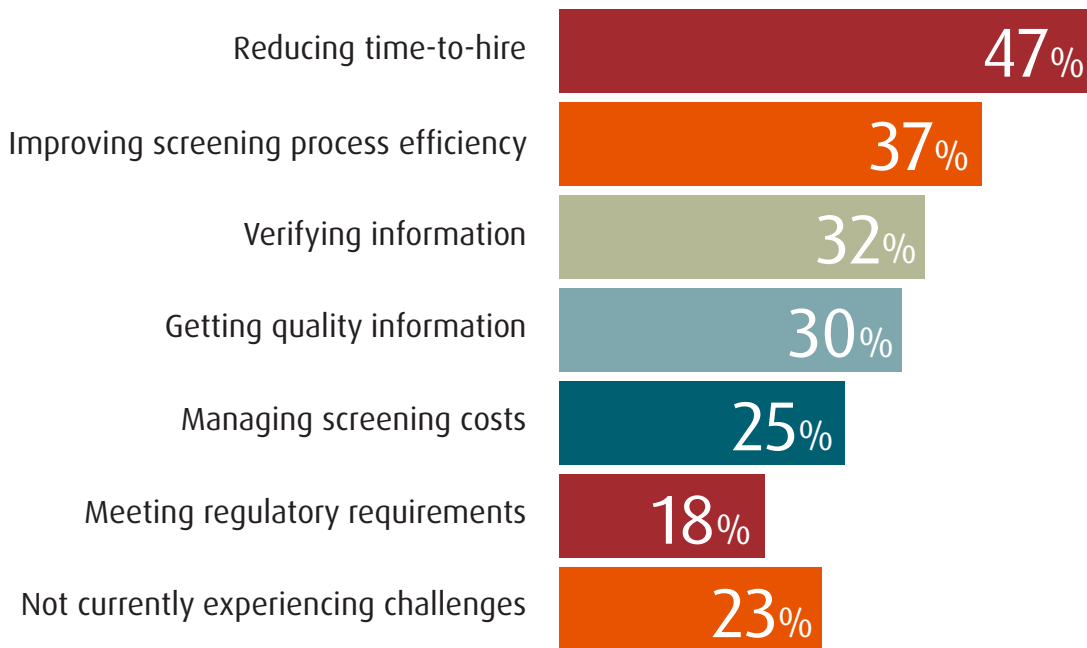 Reducing time-to-hire 47%
Improving screening process efficiency 37%
Verifying information 32%
Getting quality information 30%
Managing screening costs 25%
Meeting regulatory requirements 18%
Not currently experiencing challenges 23%